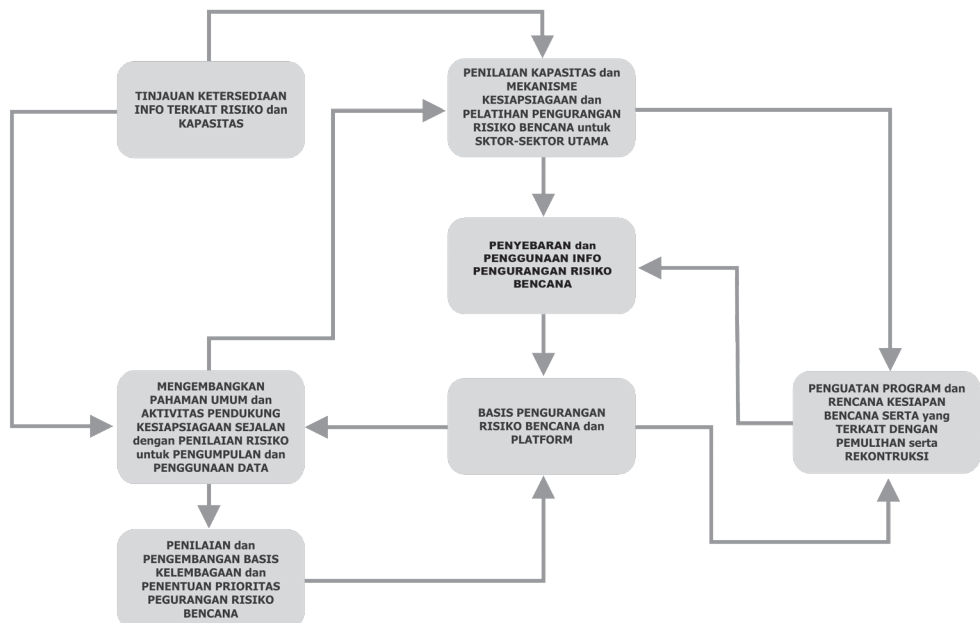 TINJAUAN KETERSEDIAAN
INFO TERKAIT RISIKO dan
KAPASITAS
PENILAIAN KAPASITAS dan
MEKANISME
KESIAPSIAGAAN dan
PELATIHAN PENGURANGAN
RISIKO BENCANA untuk
SKTOR-SEKTOR UTAMA
PENYEBARAN dan
PENGGUNAAN INFO
PENGURANGAN RISIKO
BENCANA
MENGEMBANGKAN
PAHAMAN UMUM dan
AKTIVITAS PENDUKUNG
KESIAPSIAGAAN SEJALAN
dengan PENILAIAN RISIKO
untuk PENGUMPULAN dan
PENGGUNAAN DATA
BASIS PENGURANGAN
RISIKO BENCANA dan
PLATFORM
PENGUATAN PROGRAM dan
RENCANA KESIAPAN
BENCANA SERTA yang
TERKAIT DENGAN
PEMULIHAN serta
REKONTRUKSI
PENILAIAN dan
PENGEMBANGAN BASIS
KELEMBAGAAN dan
PENENTUAN PRIORITAS
PEGURANGAN RISIKO
BENCANA